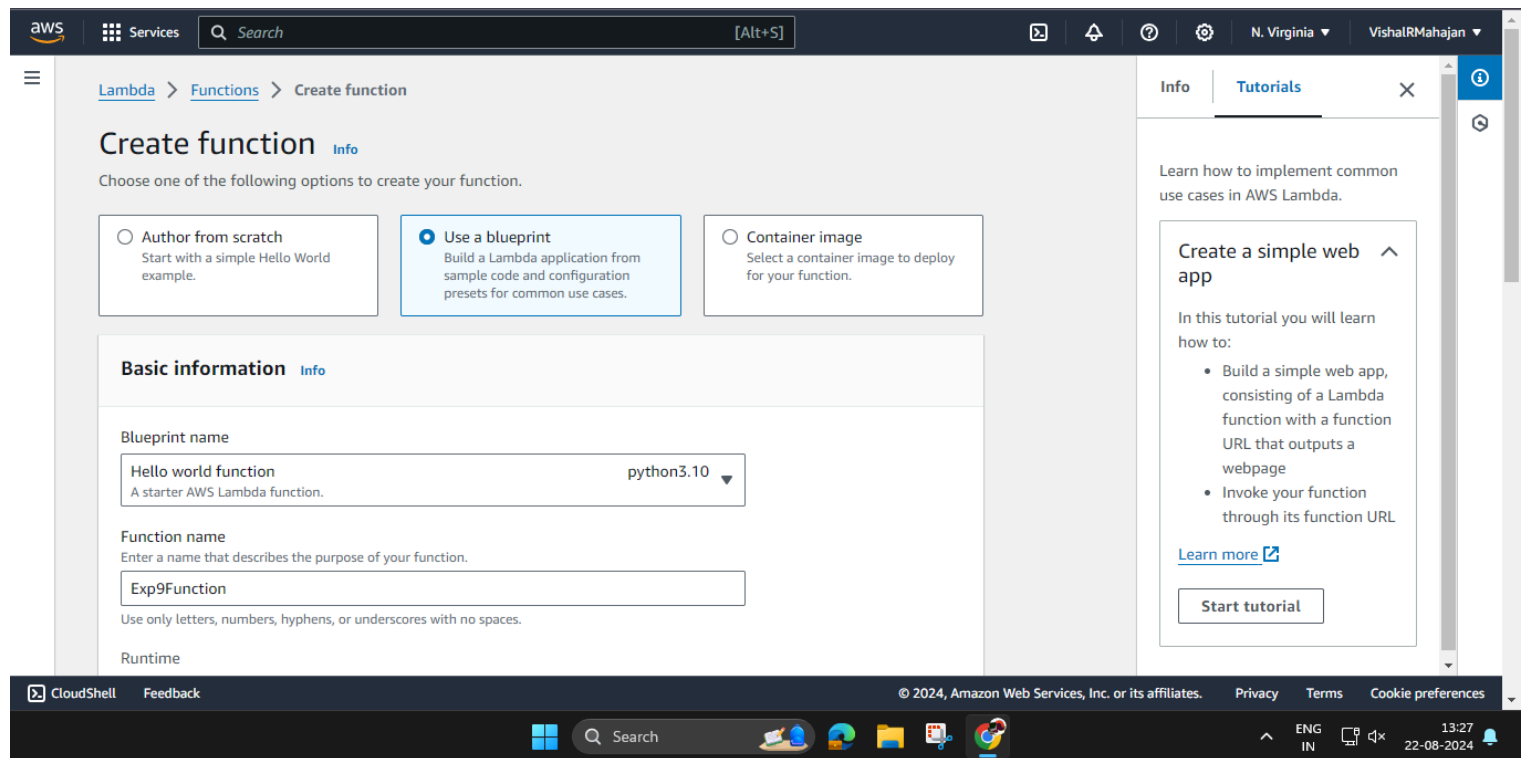 aws
Services
Search
[Alt+S]
N. Virginia
VishalRMahajan
Lambda
Functions
Create function
Create function Info
Choose one of the following options to create your function.
Author from scratch
Start with a simple Hello World
example.
Use a blueprint
Build a Lambda application from
sample code and configuration
presets for common use cases.
Container image
Select a container image to deploy
for your function.
Basic information Info
Blueprint name
Hello world function python3.10
A starter AWS Lambda function.
Function name
Enter a name that describes the purpose of your function.
Exp9Function
Use only letters, numbers, hyphens, or underscores with no spaces.
Runtime
Info
Tutorials
Learn how to implement common
use cases in AWS Lambda.
Create a simple web
app
In this tutorial you will learn
how to:
• Build a simple web app,
consisting of a Lambda
function with a function
URL that outputs a
webpage
• Invoke your function
through its function URL
Learn more
Start tutorial
CloudShell
Feedback
© 2024, Amazon Web Services, Inc. or its affiliates.
Privacy
Terms
Cookie preferences
Search
ENG
IN
13:27
22-08-2024